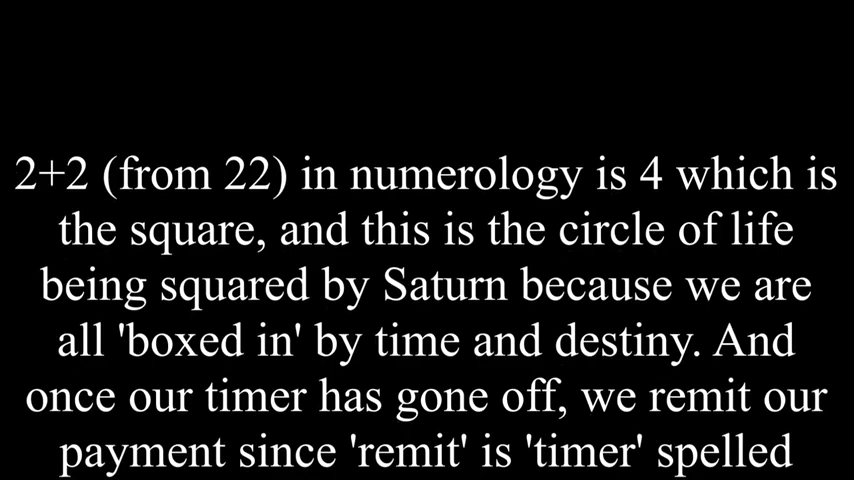 2+2 (from 22) in numerology is 4 which is
the square, and this is the circle of life
being squared by Saturn because we are
all 'boxed in' by time and destiny. And
once our timer has gone off, we remit our
payment since 'remit' is 'timer' spelled